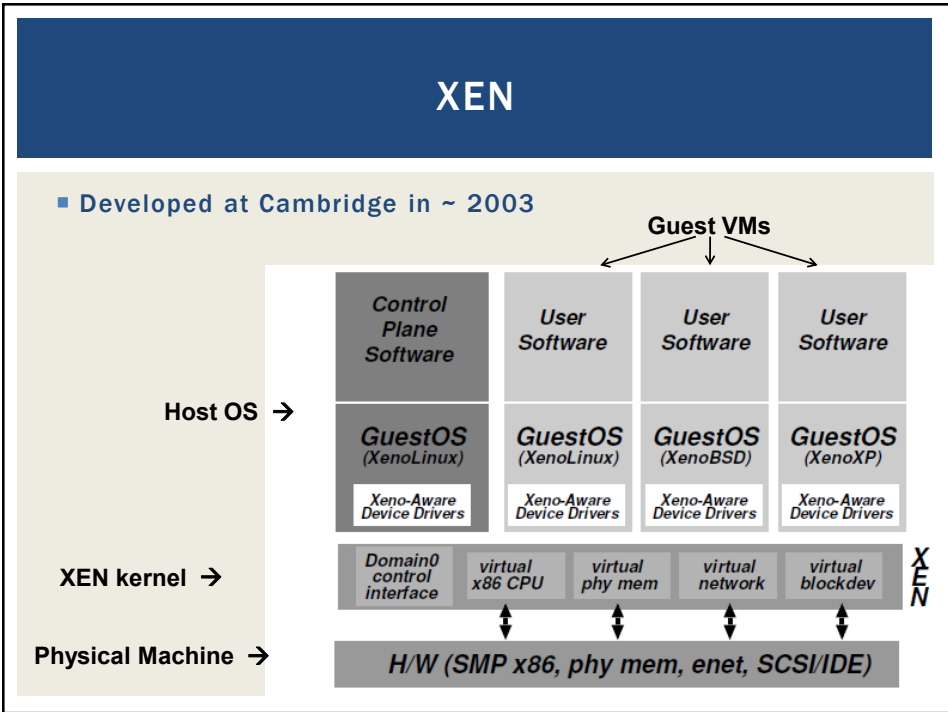 XEN
▪ Developed at Cambridge in ~ 2003
Guest VMs
Control
Plane
Software
User
Software
User
Software
User
Software
Host OS →
GuestOS
(XenoLinux)
GuestOS
(XenoLinux)
GuestOS
(XenoBSD)
GuestOS
(XenoXP)
Xeno-Aware
Device Drivers
Xeno-Aware
Device Drivers
Xeno-Aware
Device Drivers
Xeno-Aware
Device Drivers
XEN kernel →
Domain0
control
interface
virtual
x86 CPU
virtual
phy mem
virtual
network
virtual
blockdev
XEN
Physical Machine →
H/W (SMP x86, phy mem, enet, SCSI/IDE)